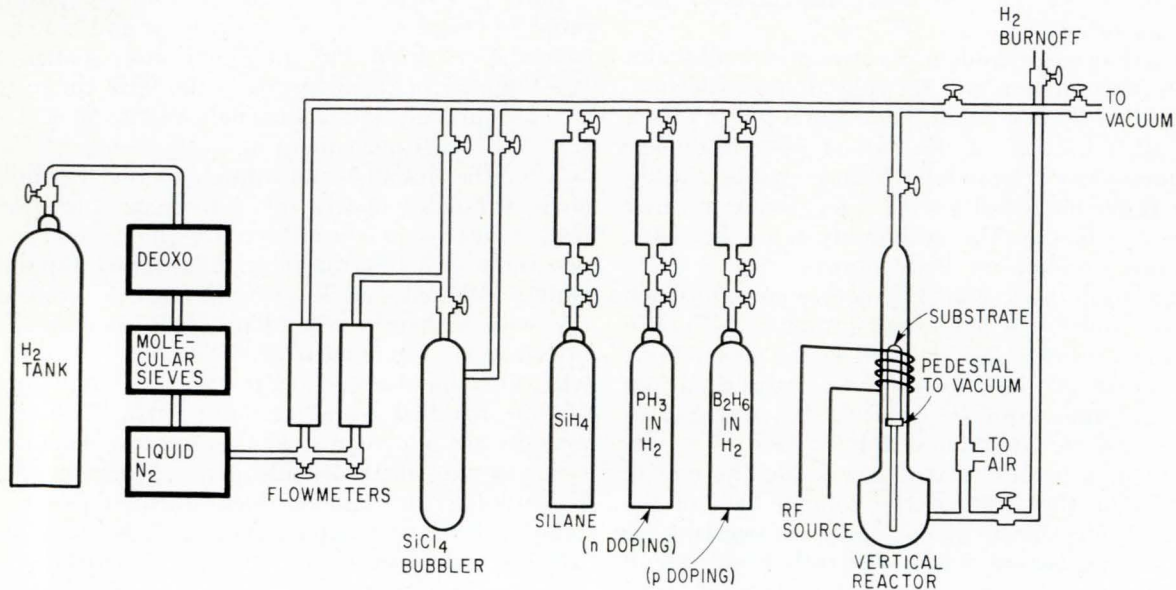 H2
BURNOFF
TO
VACUUM
DEOXO
H2
TANK
MOLE-
CULAR
SIEVES
LIQUID
N2
FLOWMETERS
SiCl4
BUBBLER
SiH4
SILANE
PH3
IN
H2
(n DOPING)
B2H6
IN
H2
(p DOPING)
SUBSTRATE
PEDESTAL
TO VACUUM
TO
AIR
RF
SOURCE
VERTICAL
REACTOR